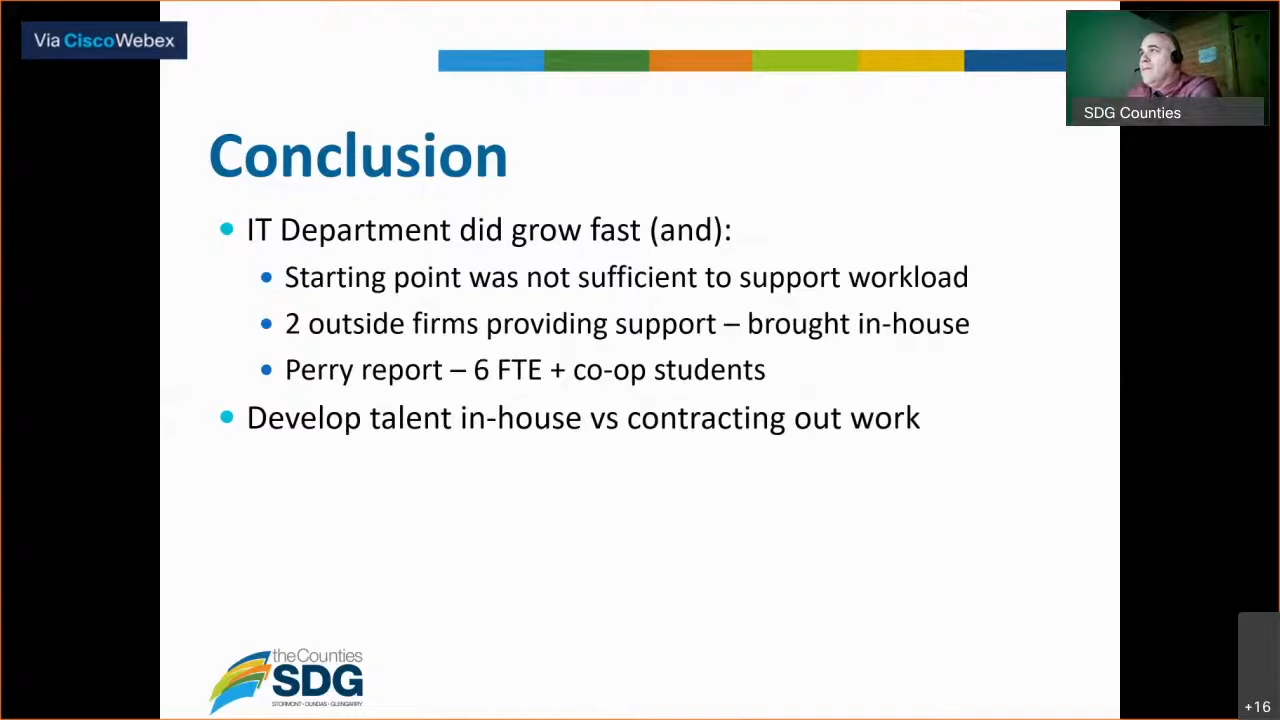 Via CiscoWebex
SDG Counties
Conclusion
IT Department did grow fast (and):
Starting point was not sufficient to support workload
2 outside firms providing support – brought in-house
Perry report – 6 FTE + co-op students
Develop talent in-house vs contracting out work
theCounties
SDG
STORMONT • DUNDAS • GLENGARRY
+16